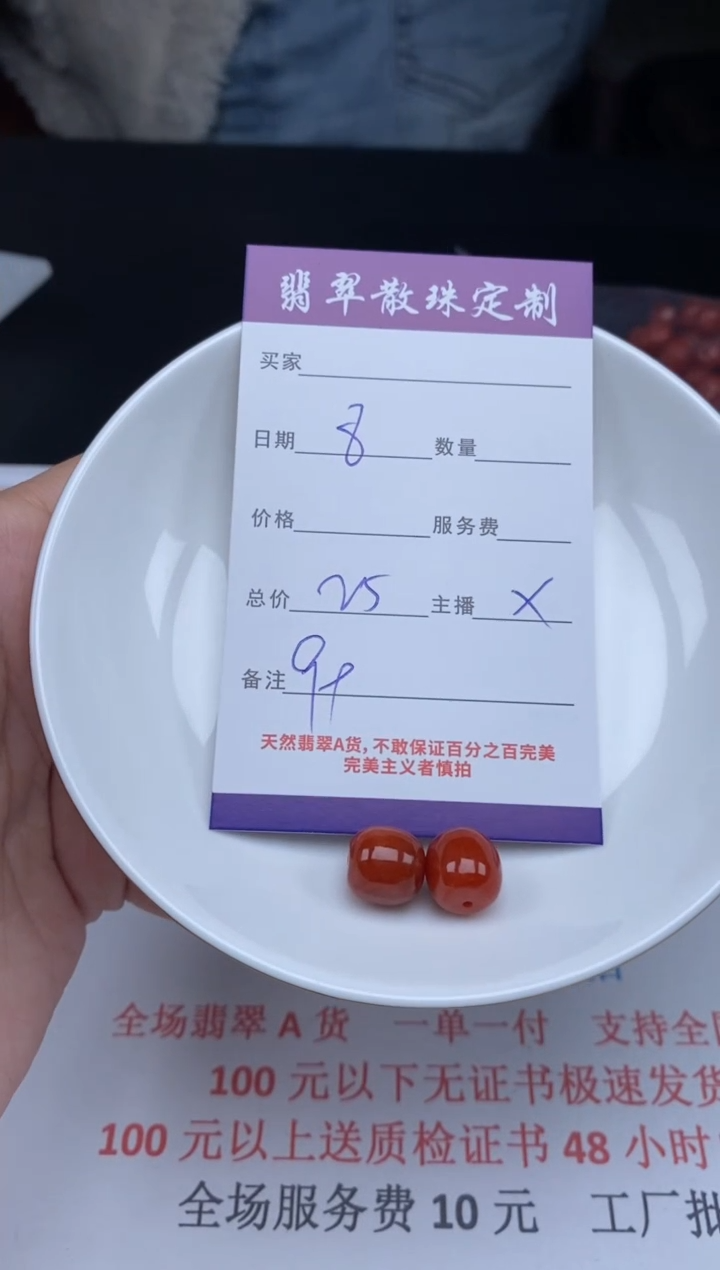 翡翠散珠定制
买家
日期 8 数量
价格 服务费
总价 25 主播 X
备注 9+
天然翡翠A货,不敢保证百分之百完美
完美主义者慎拍
全场翡翠 A 货 一单一付 支持全
100 元以下无证书极速发货
100 元以上送质检证书 48 小时
全场服务费 10 元 工厂批